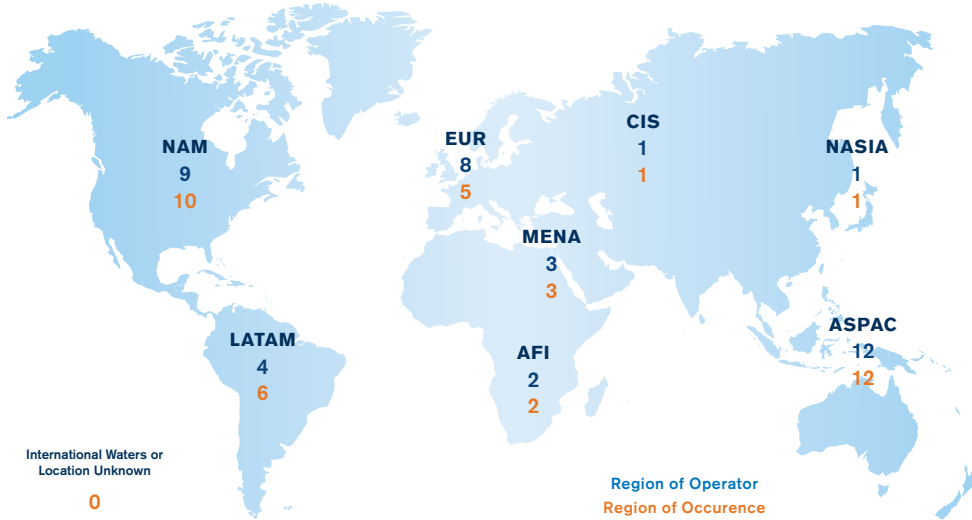 NAM
9
10
EUR
8
5
CIS
1
1
NASIA
1
1
MENA
3
3
LATAM
4
6
AFI
2
2
ASPAC
12
12
International Waters or
Location Unknown
0
Region of Operator
Region of Occurence